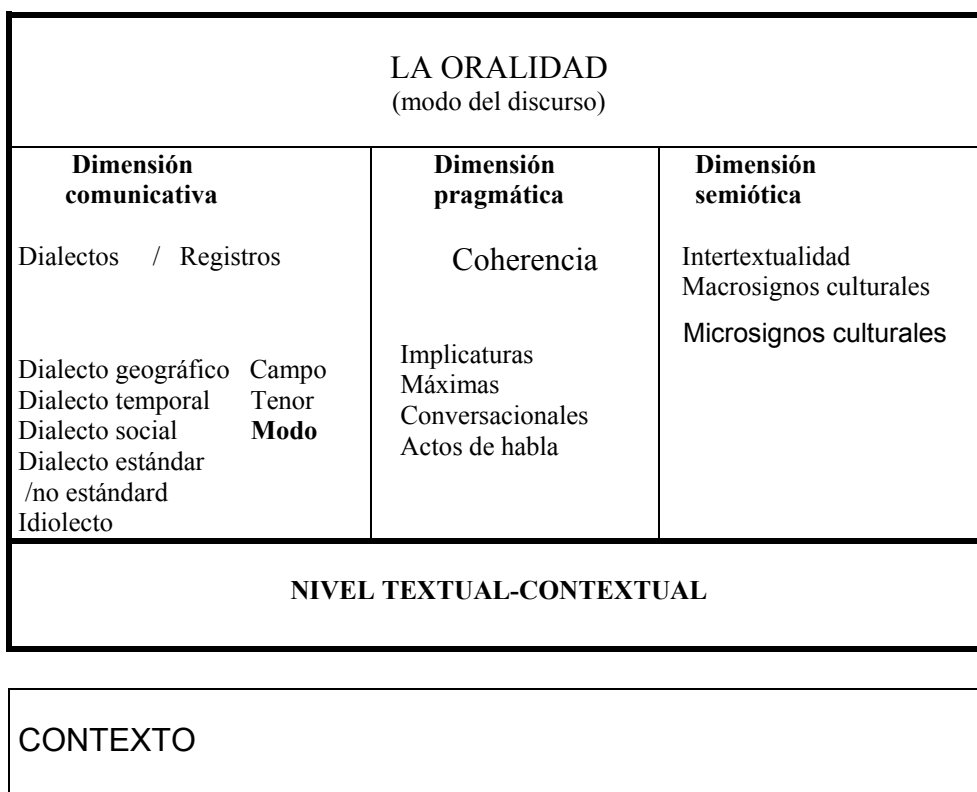 LA ORALIDAD
(modo del discurso)
Dimensión
comunicativa
Dialectos / Registros
Dialecto geográfico Campo
Dialecto temporal Tenor
Dialecto social Modo
Dialecto estándar
/no estándard
Idiolecto
Dimensión
pragmática
Coherencia
Implicaturas
Máximas
Conversacionales
Actos de habla
Dimensión
semiótica
Intertextualidad
Macrosignos culturales
Microsignos culturales
NIVEL TEXTUAL-CONTEXTUAL
CONTEXTO